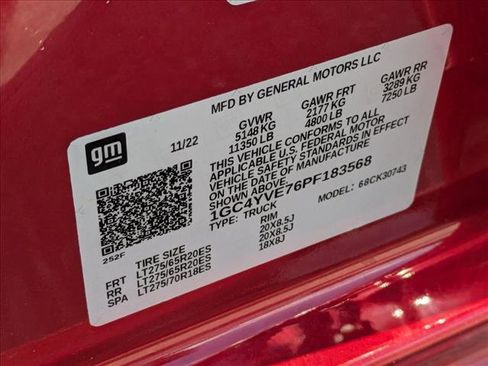 MFD BY GENERAL MOTORS LLC
gm
11/22
GVWR GAWR FRT GAWR RR
5148 KG 2177 KG 3289 KG
11350 LB 4800 LB 7250 LB
THIS VEHICLE CONFORMS TO ALL
APPLICABLE U.S. FEDERAL MOTOR
VEHICLE SAFETY STANDARDS IN EFFECT
ON THE DATE OF MANUFACTURE
SHOWN ABOVE.
1GC4YVE76PF183568
TYPE: TRUCK MODEL: 68CK30743
252F
TIRE SIZE RIM
FRT LT275/65R20ES 20X8.5J
RR LT275/65R20ES 20X8.5J
SPA LT275/70R18ES 18X8J